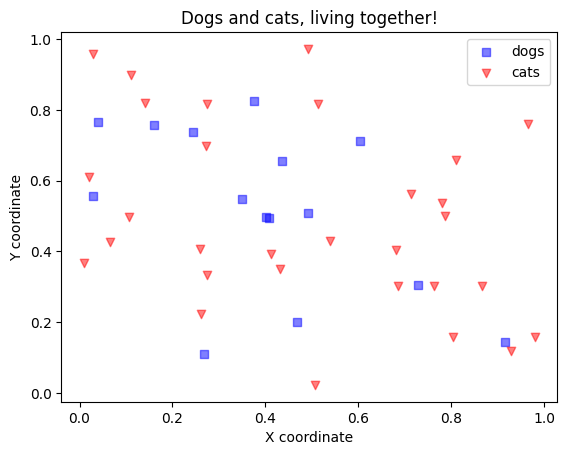 Dogs and cats, living together!
dogs
cats
1.0
0.8
0.6
0.4
0.2
0.0
Y coordinate
0.0 0.2 0.4 0.6 0.8 1.0
X coordinate